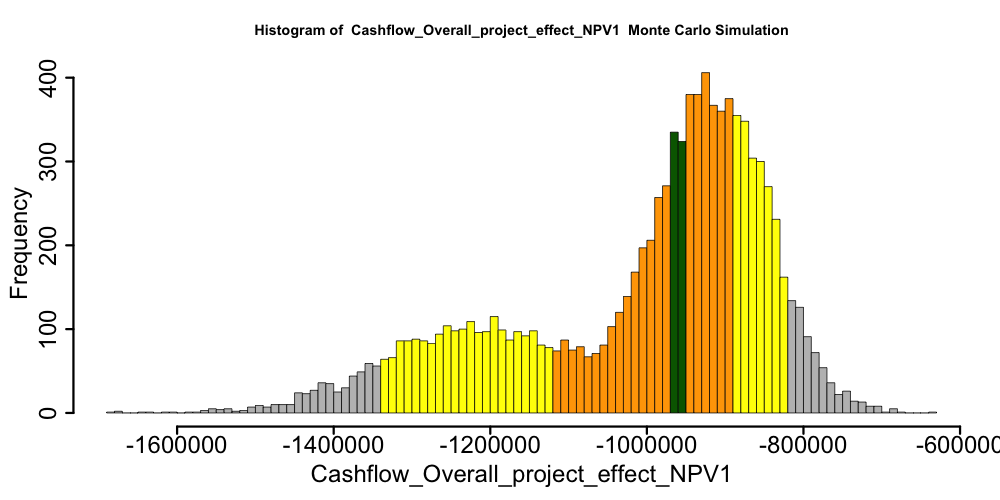 Histogram of Cashflow_Overall_project_effect_NPV1 Monte Carlo Simulation
400
300
200
100
0
Frequency
-1600000 -1400000 -1200000 -1000000 -800000 -600000
Cashflow_Overall_project_effect_NPV1